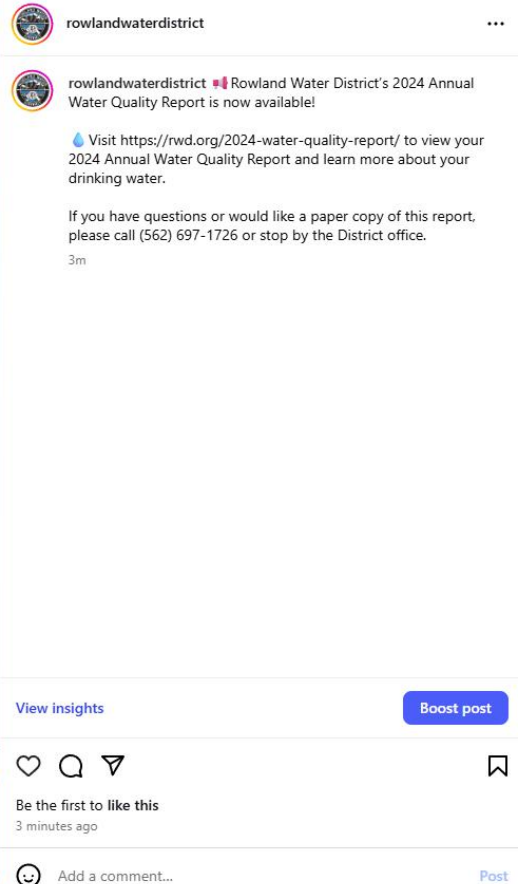 rowlandwaterdistrict
rowlandwaterdistrict 📢 Rowland Water District's 2024 Annual
Water Quality Report is now available!
💧 Visit https://rwd.org/2024-water-quality-report/ to view your
2024 Annual Water Quality Report and learn more about your
drinking water.
If you have questions or would like a paper copy of this report,
please call (562) 697-1726 or stop by the District office.
3m
View insights
Boost post
Be the first to like this
3 minutes ago
Add a comment...
Post